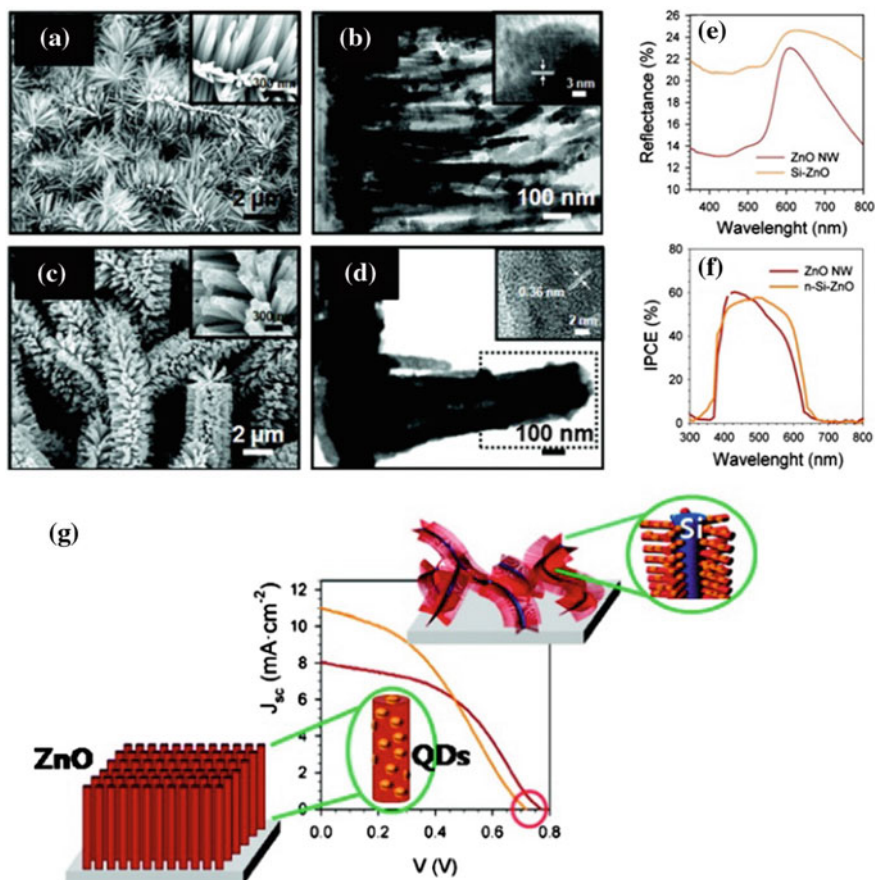 (a)
300 nm
2 µm
(b)
3 nm
100 nm
(c)
300nm
2 µm
(d)
0.36 nm
2 nm
100 nm
(e)
Reflectance (%)
26
24
22
20
18
16
14
12
10
ZnO NW
Si-ZnO
400 500 600 700 800
Wavelenght (nm)
(f)
IPCE (%)
80
60
40
20
0
ZnO NW
n-Si-ZnO
300 400 500 600 700 800
Wavelenght (nm)
(g)
Si
J sc (mA·cm-2)
12
10
8
6
4
2
0
ZnO
QDs
0.0 0.2 0.4 0.6 0.8
V (V)